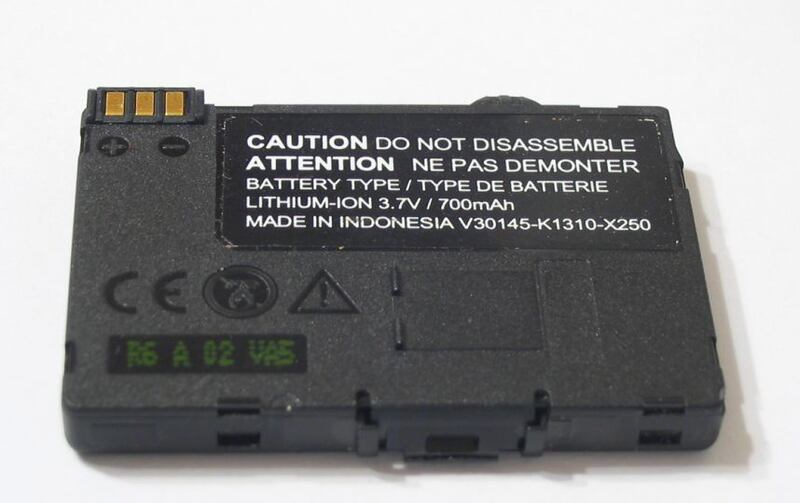 CAUTION DO NOT DISASSEMBLE
ATTENTION NE PAS DEMONTER
BATTERY TYPE / TYPE DE BATTERIE
LITHIUM-ION 3.7V / 700mAh
MADE IN INDONESIA V30145-K1310-X250
CE
R6 A 02 VA5